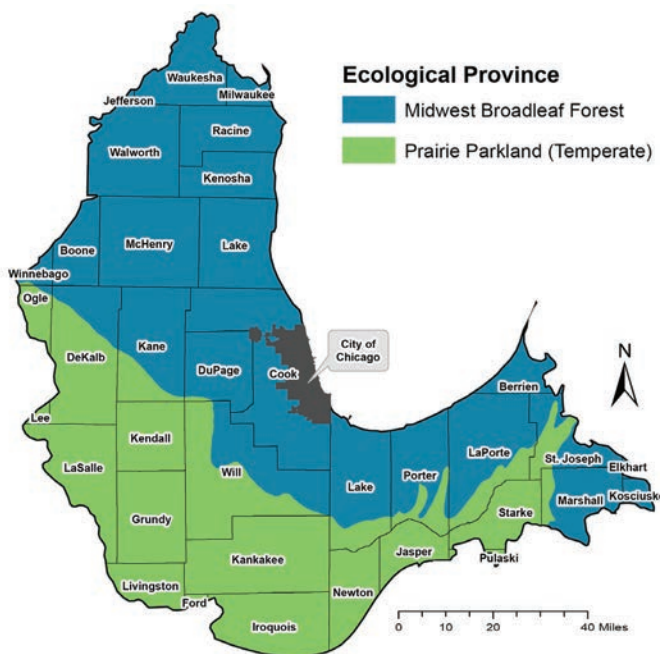 Ecological Province
Midwest Broadleaf Forest
Prairie Parkland (Temperate)
Waukesha
Jefferson
Milwaukee
Racine
Walworth
Kenosha
McHenry
Lake
Boone
Winnebago
Ogle
DeKalb
Kane
DuPage
Cook
City of
Chicago
N
Berrien
Lee
Kendall
LaSalle
Will
Lake
Porter
LaPorte
St. Joseph
Elkhart
Marshall
Kosciusko
Grundy
Starke
Kankakee
Jasper
Pulaski
Livingston
Ford
Newton
Iroquois
0 10 20 40 Miles